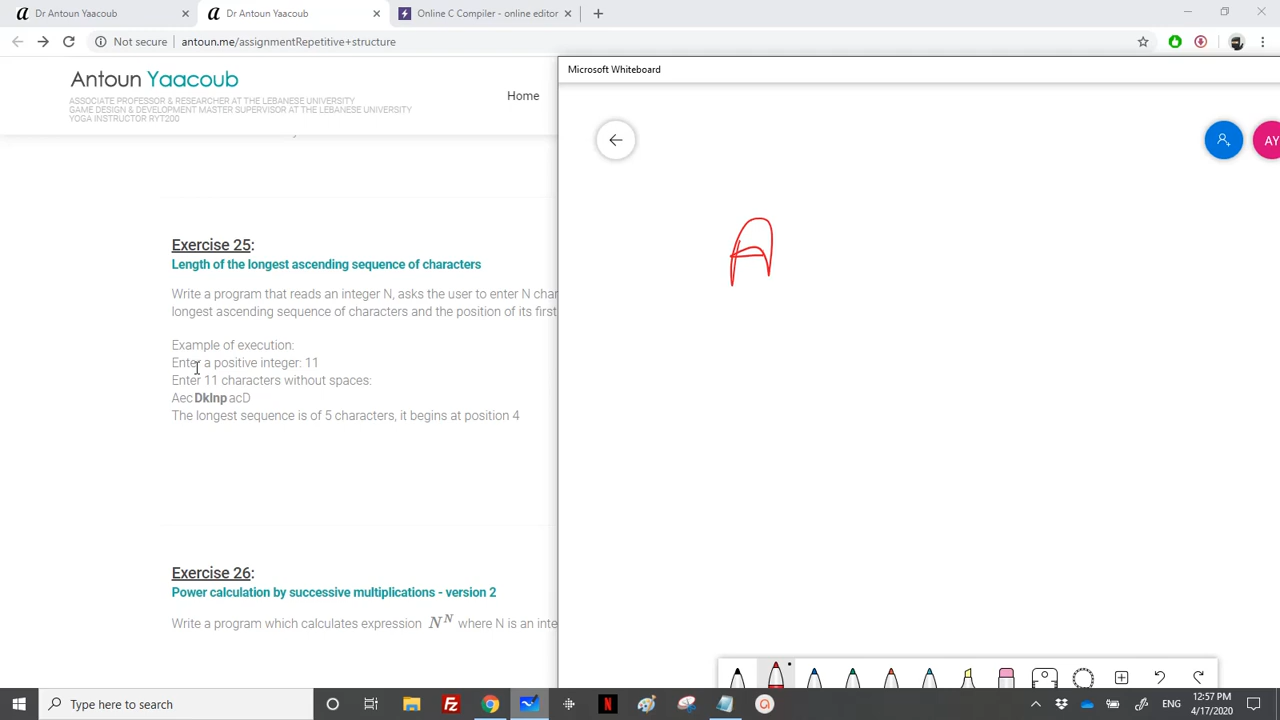 Dr Antoun Yaacoub
Dr Antoun Yaacoub
Online C Compiler - online editor
Not secure
antoun.me/assignmentRepetitive+structure
Antoun Yaacoub
ASSOCIATE PROFESSOR & RESEARCHER AT THE LEBANESE UNIVERSITY
GAME DESIGN & DEVELOPMENT MASTER SUPERVISOR AT THE LEBANESE UNIVERSITY
YOGA INSTRUCTOR RYT200
Home
Microsoft Whiteboard
AY
A
Exercise 25:
Length of the longest ascending sequence of characters
Write a program that reads an integer N, asks the user to enter N char
longest ascending sequence of characters and the position of its first
Example of execution:
Enter a positive integer: 11
Enter 11 characters without spaces:
AecDklnpacD
The longest sequence is of 5 characters, it begins at position 4
Exercise 26:
Power calculation by successive multiplications - version 2
Write a program which calculates expression N^N where N is an inte
Type here to search
ENG
12:57 PM
4/17/2020